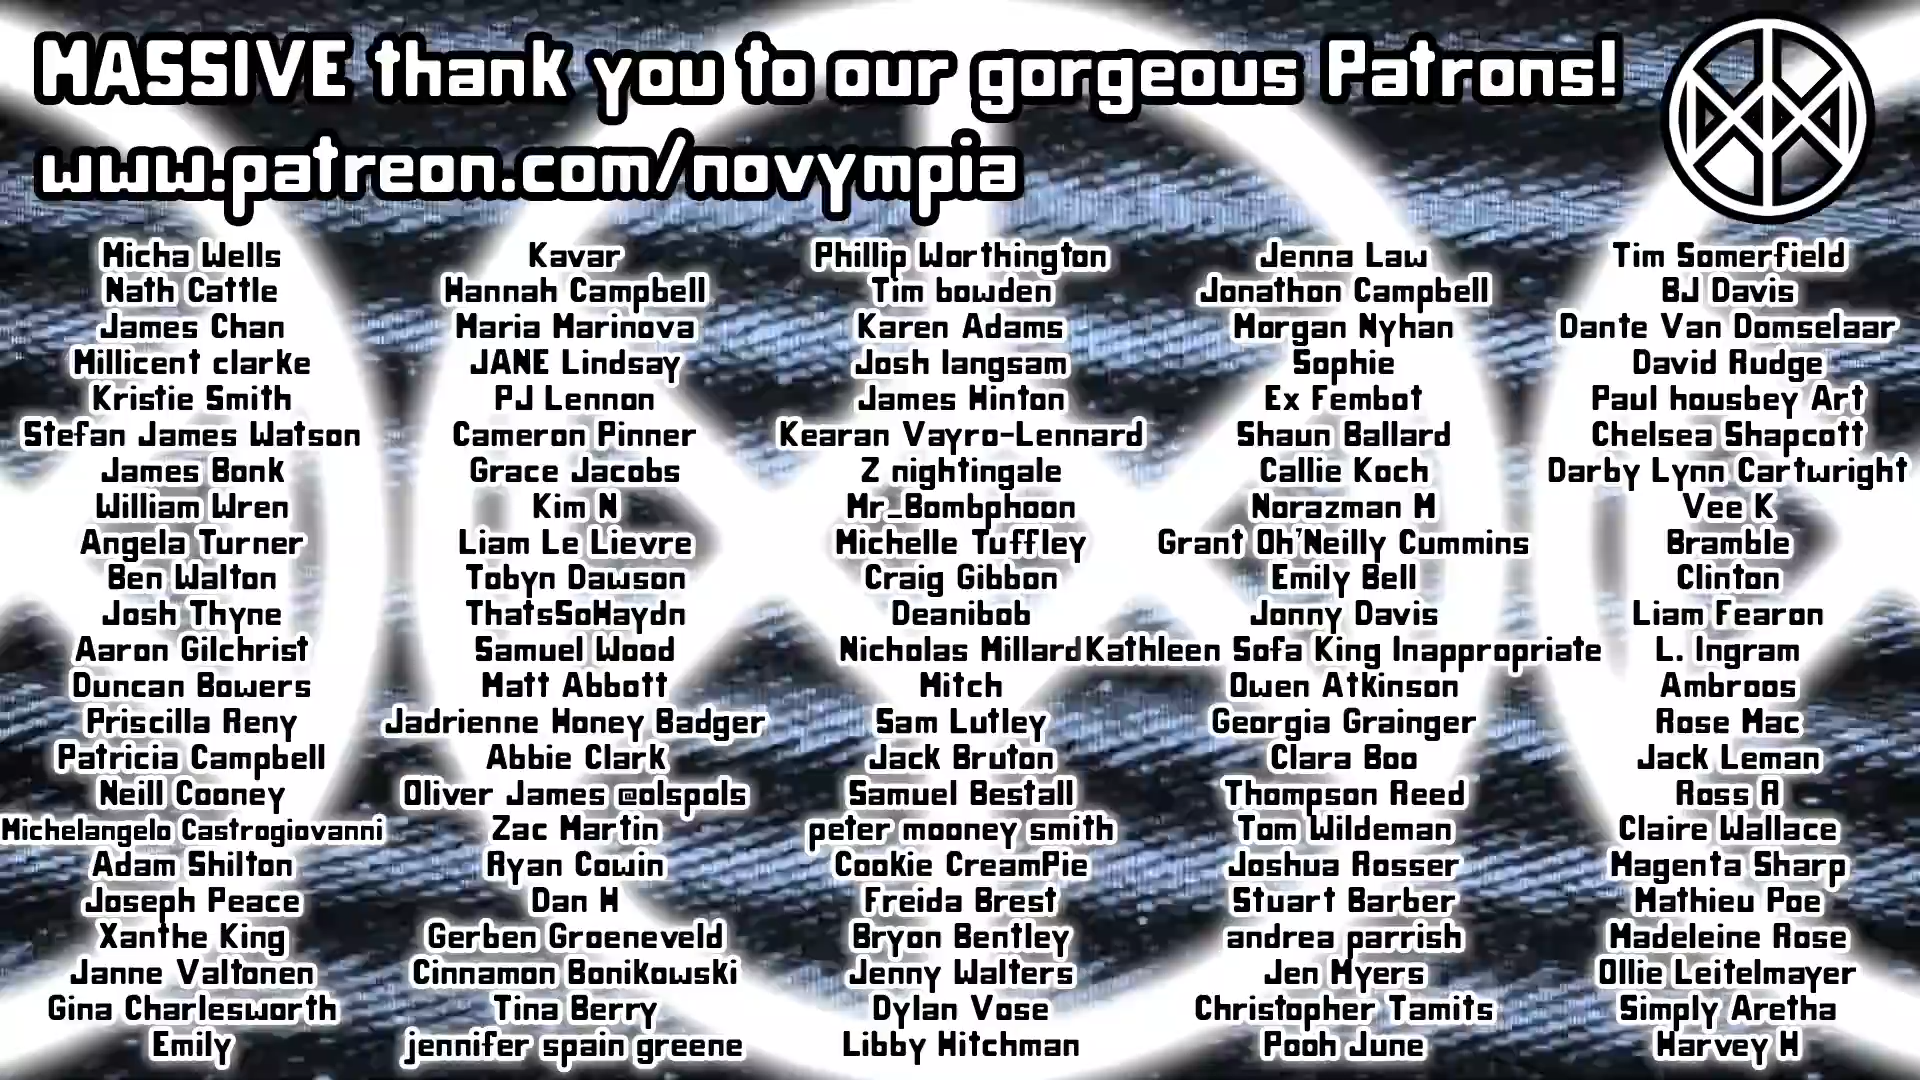 MASSIVE thank you to our gorgeous Patrons!
www.patreon.com/novympia
Micha Wells
Nath Cattle
James Chan
Millicent clarke
Kristie Smith
Stefan James Watson
James Bonk
William Wren
Angela Turner
Ben Walton
Josh Thyne
Aaron Gilchrist
Duncan Bowers
Priscilla Reny
Patricia Campbell
Neill Cooney
Michelangelo Castrogiovanni
Adam Shilton
Joseph Peace
Xanthe King
Janne Valtonen
Gina Charlesworth
Emily
Kavar
Hannah Campbell
Maria Marinova
JANE Lindsay
PJ Lennon
Cameron Pinner
Grace Jacobs
Kim N
Liam Le Lievre
Tobyn Dawson
ThatsSoHaydn
Samuel Wood
Matt Abbott
Jadrienne Honey Badger
Abbie Clark
Oliver James @olspols
Zac Martin
Ryan Cowin
Dan H
Gerben Groeneveld
Cinnamon Bonikowski
Tina Berry
jennifer spain greene
Phillip Worthington
Tim bowden
Karen Adams
Josh langsam
James Hinton
Kearan Vayro-Lennard
Z nightingale
Mr_Bombphoon
Michelle Tuffley
Craig Gibbon
Deanibob
Nicholas Millard
Mitch
Sam Lutley
Jack Bruton
Samuel Bestall
peter mooney smith
Cookie CreamPie
Freida Brest
Bryon Bentley
Jenny Walters
Dylan Vose
Libby Hitchman
Jenna Law
Jonathon Campbell
Morgan Nyhan
Sophie
Ex Fembot
Shaun Ballard
Callie Koch
Norazman M
Grant Oh'Neilly Cummins
Emily Bell
Jonny Davis
Kathleen Sofa King Inappropriate
Owen Atkinson
Georgia Grainger
Clara Boo
Thompson Reed
Tom Wildeman
Joshua Rosser
Stuart Barber
andrea parrish
Jen Myers
Christopher Tamits
Pooh June
Tim Somerfield
BJ Davis
Dante Van Domselaar
David Rudge
Paul housbey Art
Chelsea Shapcott
Darby Lynn Cartwright
Vee K
Bramble
Clinton
Liam Fearon
L. Ingram
Ambroos
Rose Mac
Jack Leman
Ross A
Claire Wallace
Magenta Sharp
Mathieu Poe
Madeleine Rose
Ollie Leitelmayer
Simply Aretha
Harvey H